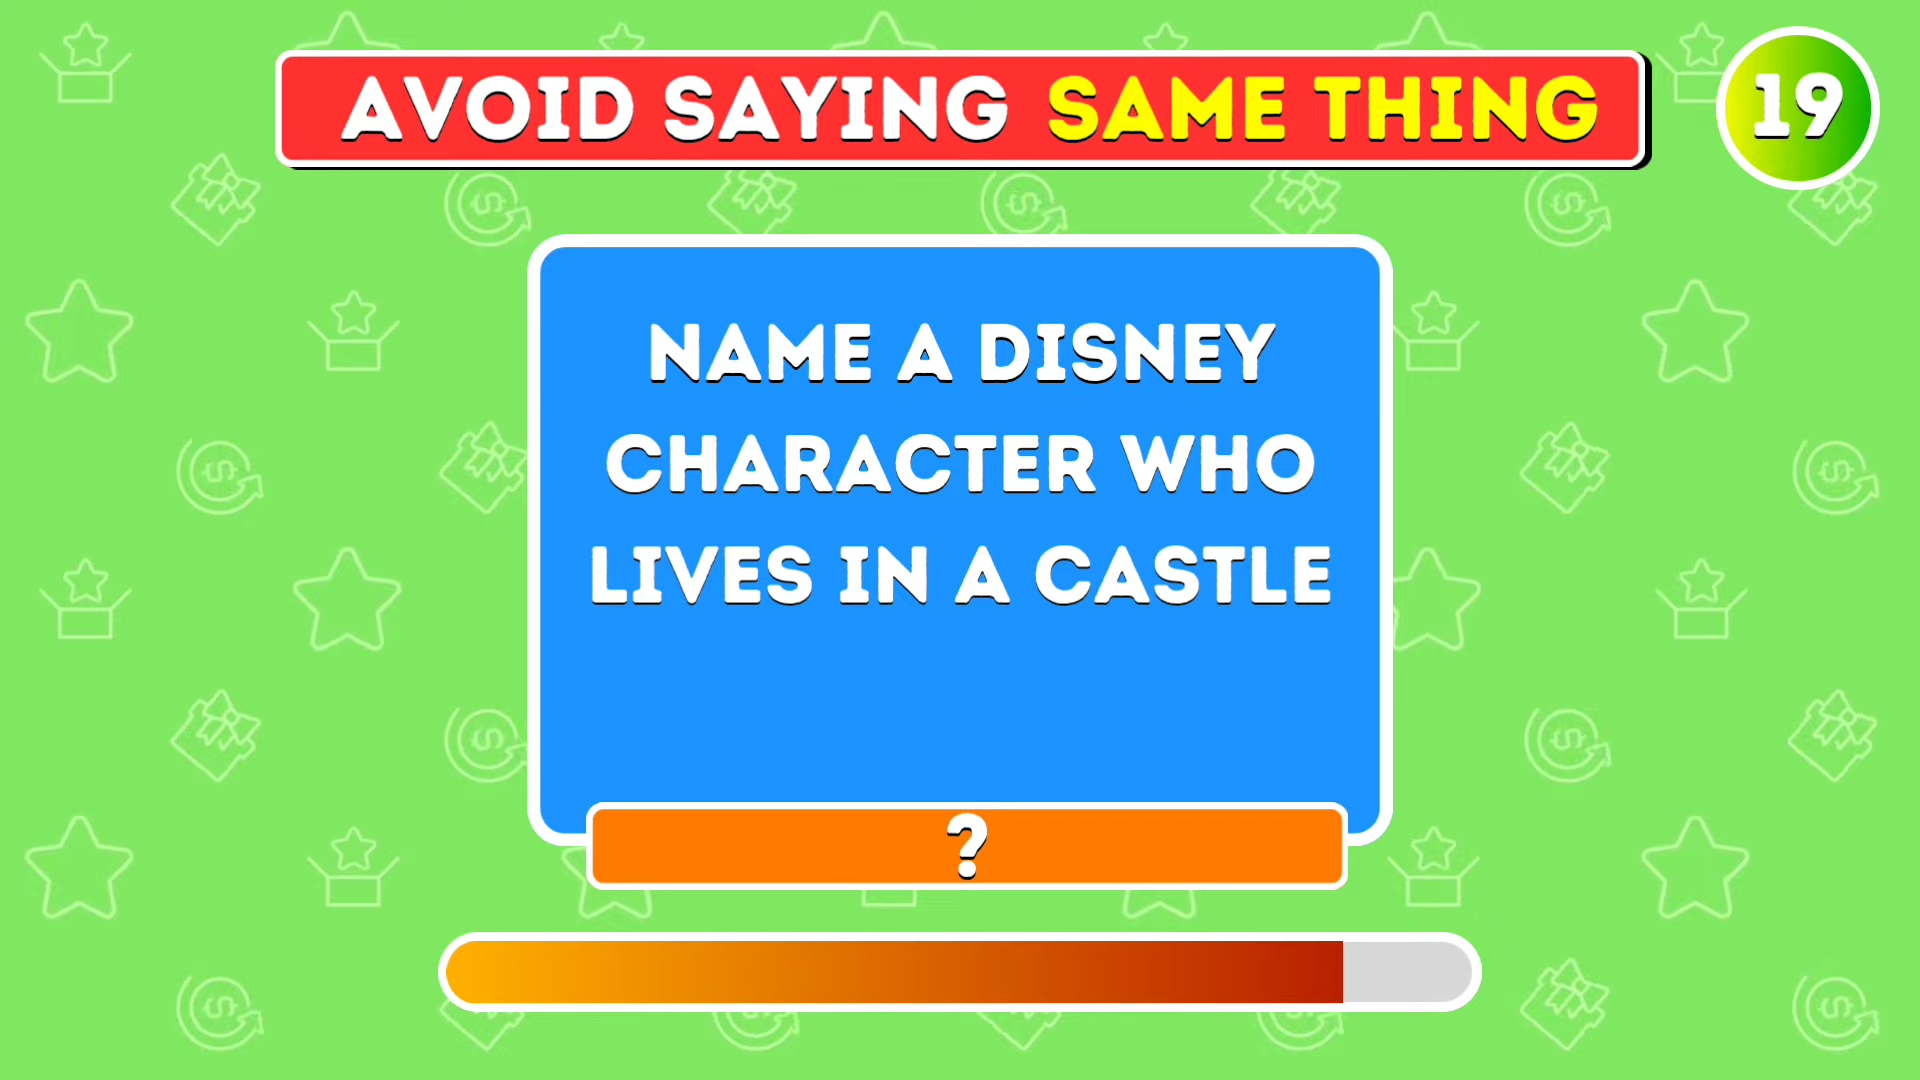 AVOID SAYING SAME THING
19
NAME A DISNEY
CHARACTER WHO
LIVES IN A CASTLE
?